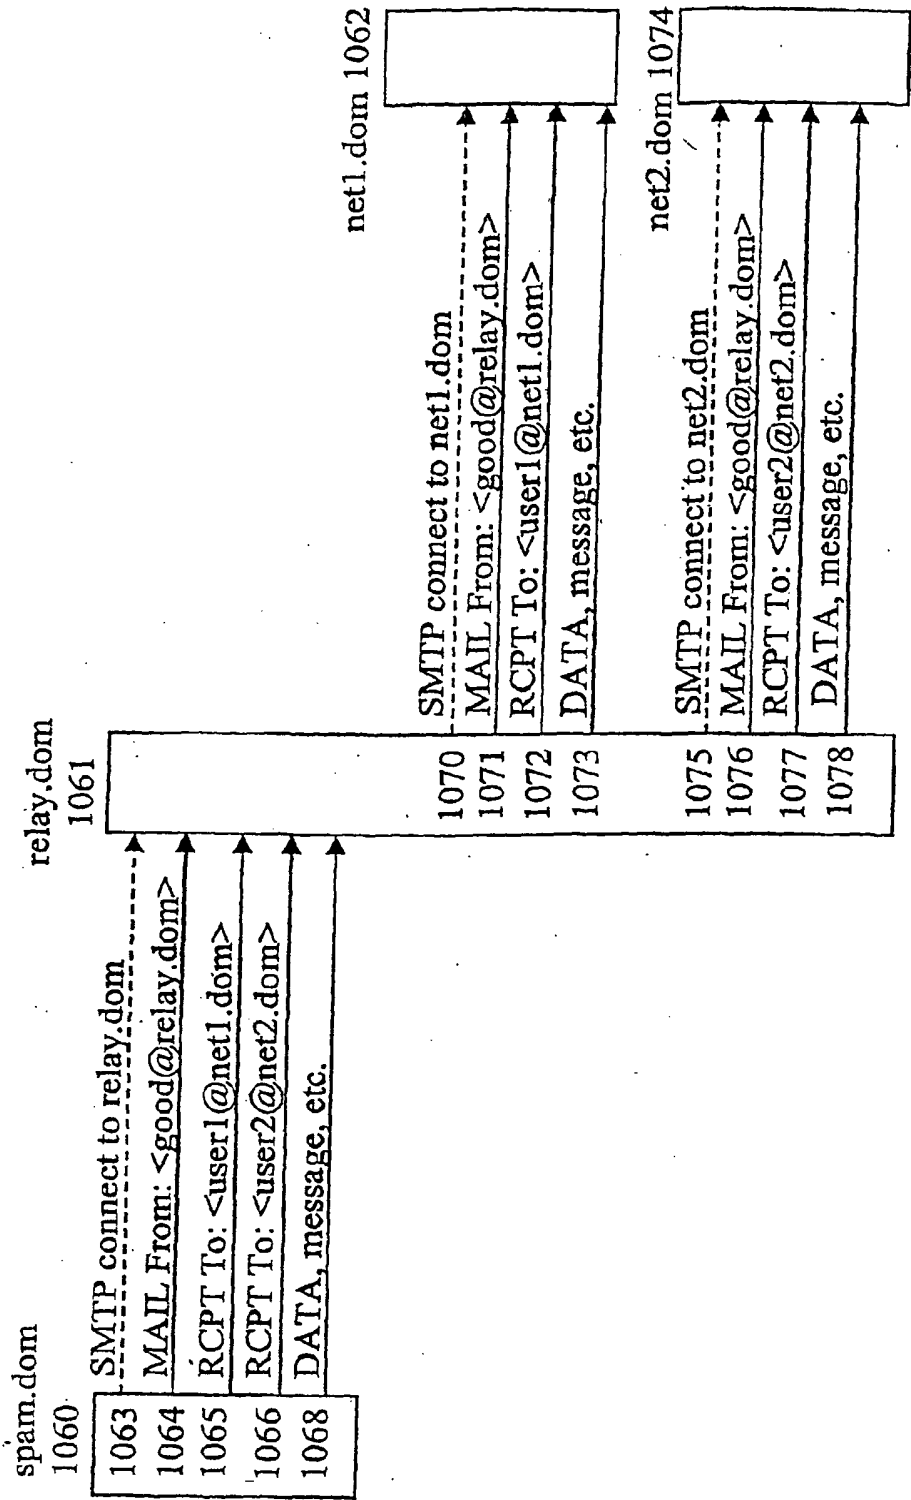 spam.dom
1060
1063 SMTP connect to relay.dom
1064 MAIL From: <good@relay.dom>
1065 RCPT To: <user1@net1.dom>
1066 RCPT To: <user2@net2.dom>
1068 DATA, message, etc.
relay.dom
1061
net1.dom 1062
1070 SMTP connect to net1.dom
1071 MAIL From: <good@relay.dom>
1072 RCPT To: <user1@net1.dom>
1073 DATA, message, etc.
net2.dom 1074
1075 SMTP connect to net2.dom
1076 MAIL From: <good@relay.dom>
1077 RCPT To: <user2@net2.dom>
1078 DATA, message, etc.